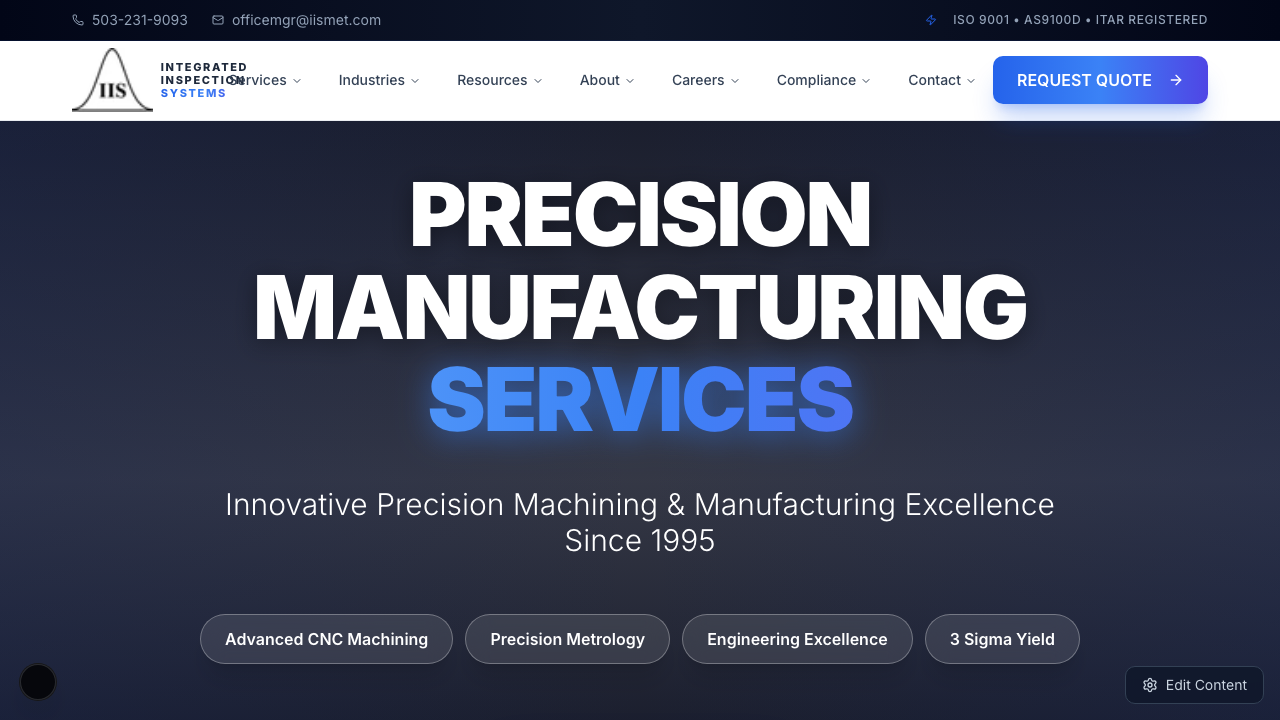 503-231-9093 officemgr@iismet.com ISO 9001 • AS9100D • ITAR REGISTERED
IIS
INTEGRATED
INSPECTION
SYSTEMS
Services Industries Resources About Careers Compliance Contact REQUEST QUOTE
PRECISION
MANUFACTURING
SERVICES
Innovative Precision Machining & Manufacturing Excellence
Since 1995
Advanced CNC Machining Precision Metrology Engineering Excellence 3 Sigma Yield
Edit Content